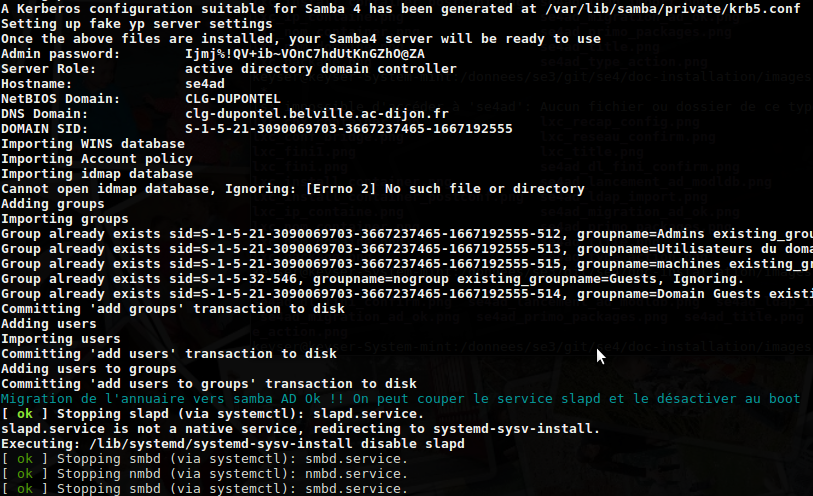 A Kerberos configuration suitable for Samba 4 has been generated at /var/lib/samba/private/krb5.conf
Setting up fake yp server settings
Once the above files are installed, your Samba4 server will be ready to use
Admin password:        Ijmj%!QV+ib~VOnC7hdUtKnGZhO@ZA
Server Role:           active directory domain controller
Hostname:              se4ad
NetBIOS Domain:        CLG-DUPONTEL
DNS Domain:            clg-dupontel.belville.ac-dijon.fr
DOMAIN SID:            S-1-5-21-3090069703-3667237465-1667192555
Importing WINS database
Importing Account policy
Importing idmap database
Cannot open idmap database, Ignoring: [Errno 2] No such file or directory
Adding groups
Importing groups
Group already exists sid=S-1-5-21-3090069703-3667237465-1667192555-512, groupname=Admins existing_grou
Group already exists sid=S-1-5-21-3090069703-3667237465-1667192555-513, groupname=Utilisateurs du doma
Group already exists sid=S-1-5-21-3090069703-3667237465-1667192555-515, groupname=machines existing_gr
Group already exists sid=S-1-5-32-546, groupname=nogroup existing_groupname=Guests, Ignoring.
Group already exists sid=S-1-5-21-3090069703-3667237465-1667192555-514, groupname=Domain Guests existi
Committing 'add groups' transaction to disk
Adding users
Importing users
Committing 'add users' transaction to disk
Adding users to groups
Committing 'add users to groups' transaction to disk
Migration de l'annuaire vers samba AD Ok !! On peut couper le service slapd et le désactiver au boot
[ ok ] Stopping slapd (via systemctl): slapd.service.
slapd.service is not a native service, redirecting to systemd-sysv-install.
Executing: /lib/systemd/systemd-sysv-install disable slapd
[ ok ] Stopping smbd (via systemctl): smbd.service.
[ ok ] Stopping nmbd (via systemctl): nmbd.service.
[ ok ] Stopping smbd (via systemctl): smbd.service.